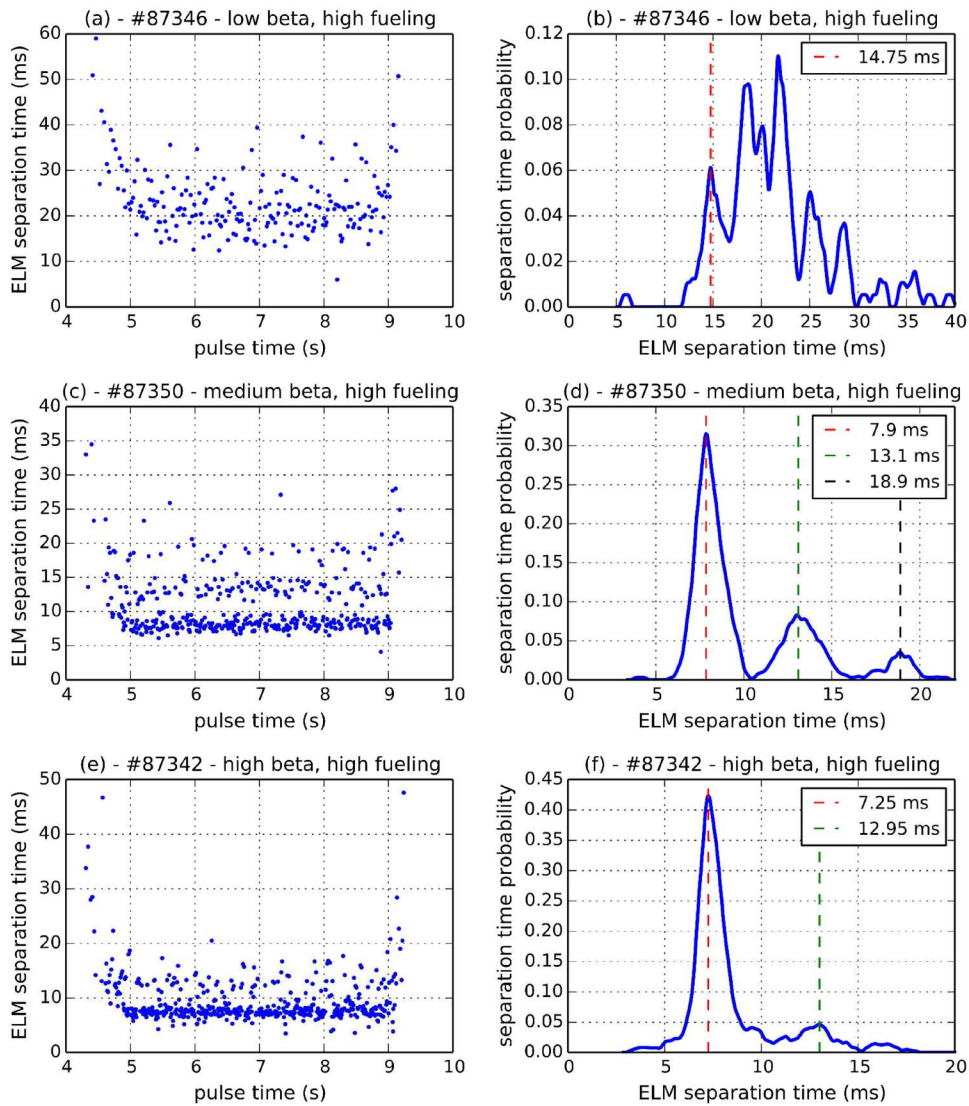 (a) - #87346 - low beta, high fueling
60
50
40
30
20
10
0
ELM separation time (ms)
4 5 6 7 8 9 10
pulse time (s)
(b) - #87346 - low beta, high fueling
0.12
0.10
0.08
0.06
0.04
0.02
0.00
separation time probability
14.75 ms
0 5 10 15 20 25 30 35 40
ELM separation time (ms)
(c) - #87350 - medium beta, high fueling
40
35
30
25
20
15
10
5
0
ELM separation time (ms)
4 5 6 7 8 9 10
pulse time (s)
(d) - #87350 - medium beta, high fueling
0.35
0.30
0.25
0.20
0.15
0.10
0.05
0.00
separation time probability
7.9 ms
13.1 ms
18.9 ms
0 5 10 15 20
ELM separation time (ms)
(e) - #87342 - high beta, high fueling
50
40
30
20
10
0
ELM separation time (ms)
4 5 6 7 8 9 10
pulse time (s)
(f) - #87342 - high beta, high fueling
0.45
0.40
0.35
0.30
0.25
0.20
0.15
0.10
0.05
0.00
separation time probability
7.25 ms
12.95 ms
0 5 10 15 20
ELM separation time (ms)